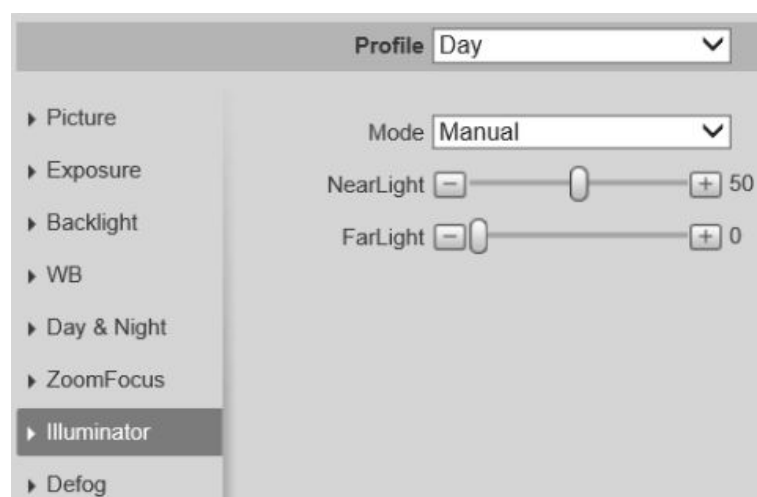 Profile Day
Picture
Mode Manual
Exposure
NearLight 50
Backlight
FarLight 0
WB
Day & Night
ZoomFocus
Illuminator
Defog